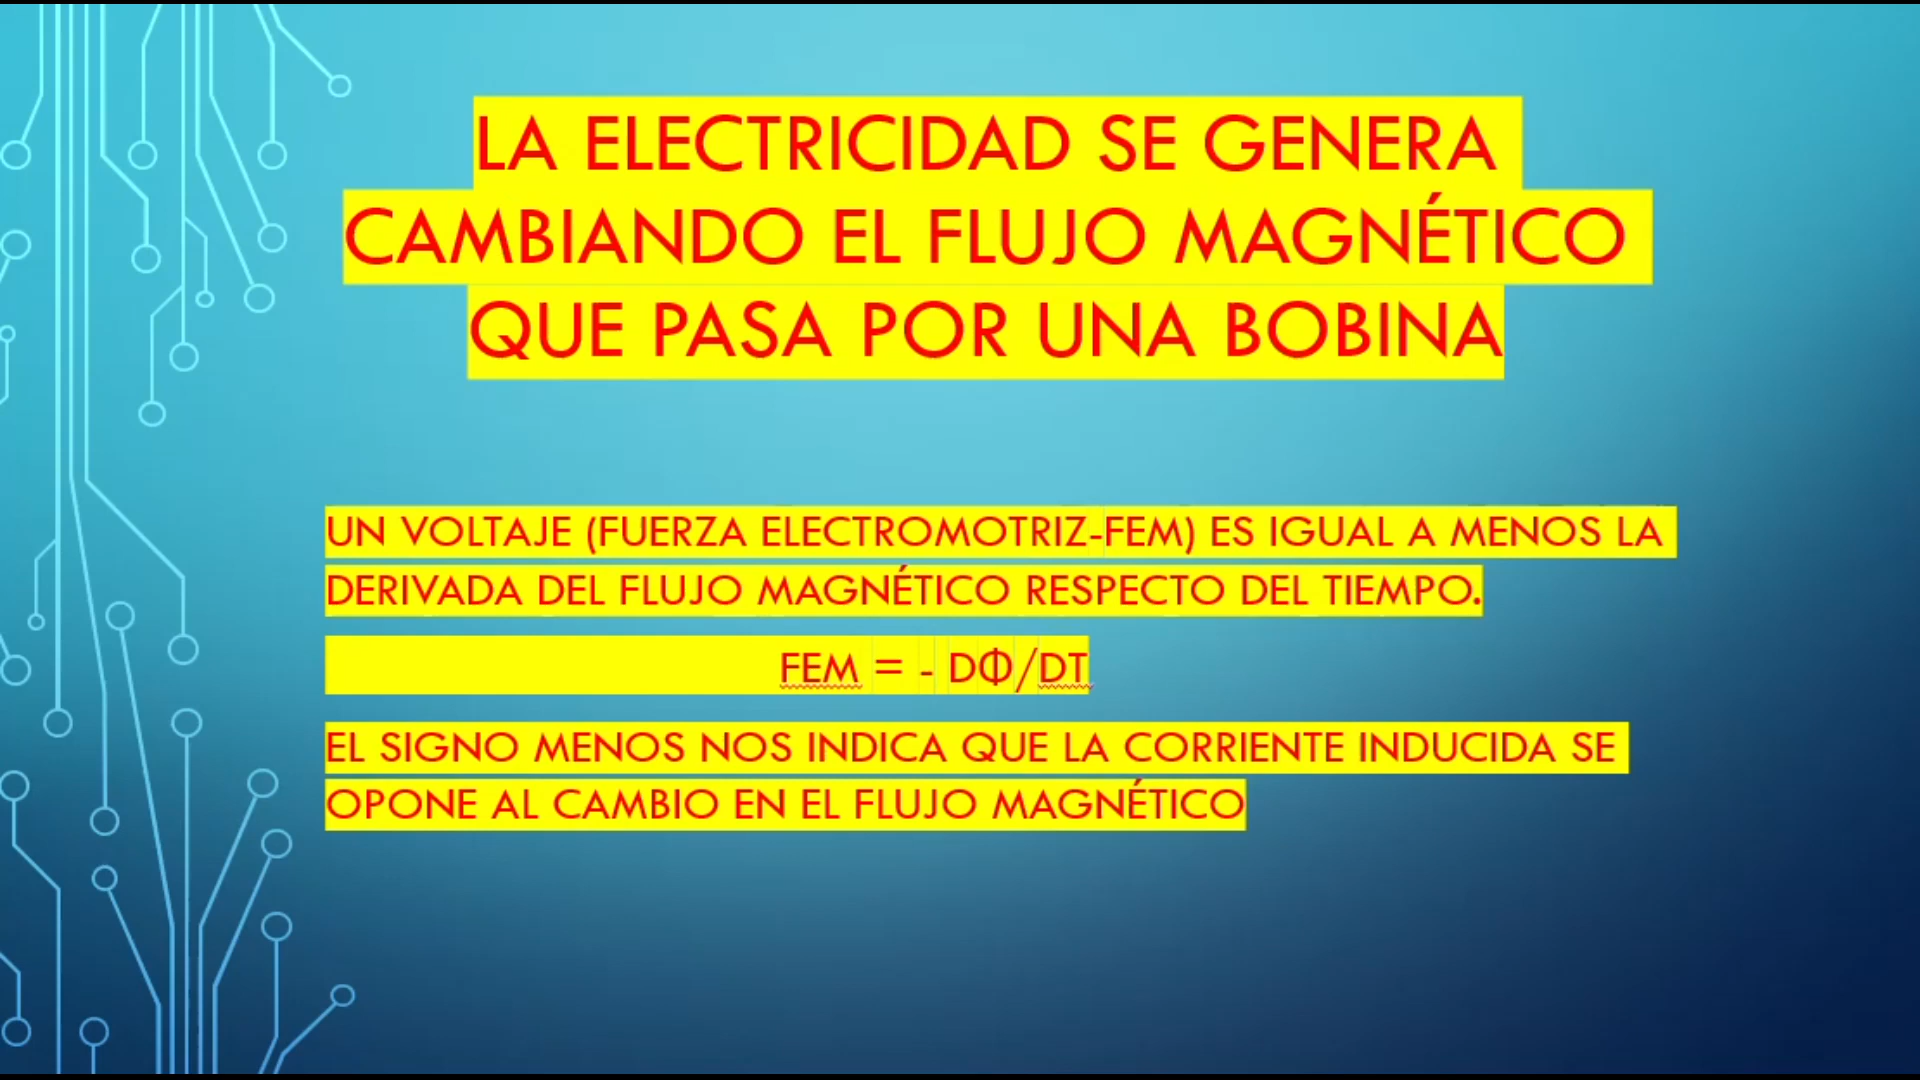 LA ELECTRICIDAD SE GENERA
CAMBIANDO EL FLUJO MAGNÉTICO
QUE PASA POR UNA BOBINA
UN VOLTAJE (FUERZA ELECTROMOTRIZ-FEM) ES IGUAL A MENOS LA
DERIVADA DEL FLUJO MAGNÉTICO RESPECTO DEL TIEMPO.
FEM = - DΦ/DT
EL SIGNO MENOS NOS INDICA QUE LA CORRIENTE INDUCIDA SE
OPONE AL CAMBIO EN EL FLUJO MAGNÉTICO